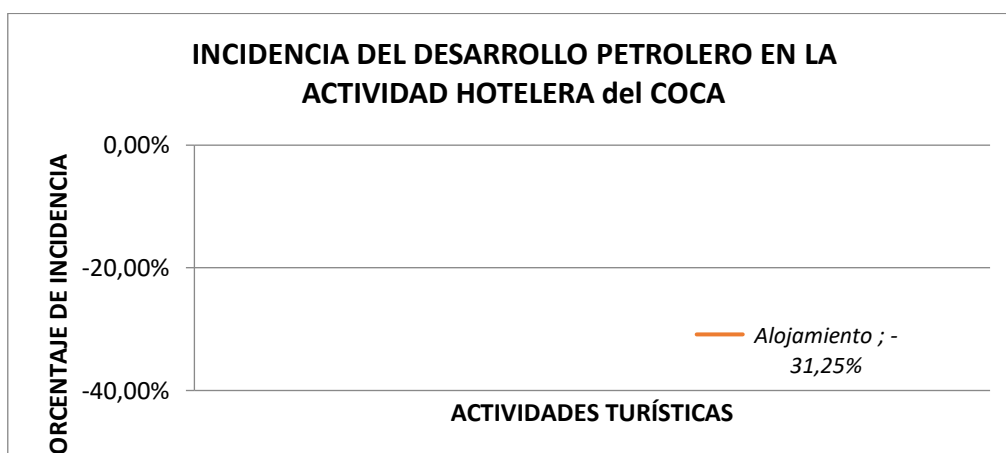 INCIDENCIA DEL DESARROLLO PETROLERO EN LA
ACTIVIDAD HOTELERA del COCA
ORCENTAJE DE INCIDENCIA
0,00%
-20,00%
-40,00%
Alojamiento ; -
31,25%
ACTIVIDADES TURÍSTICAS